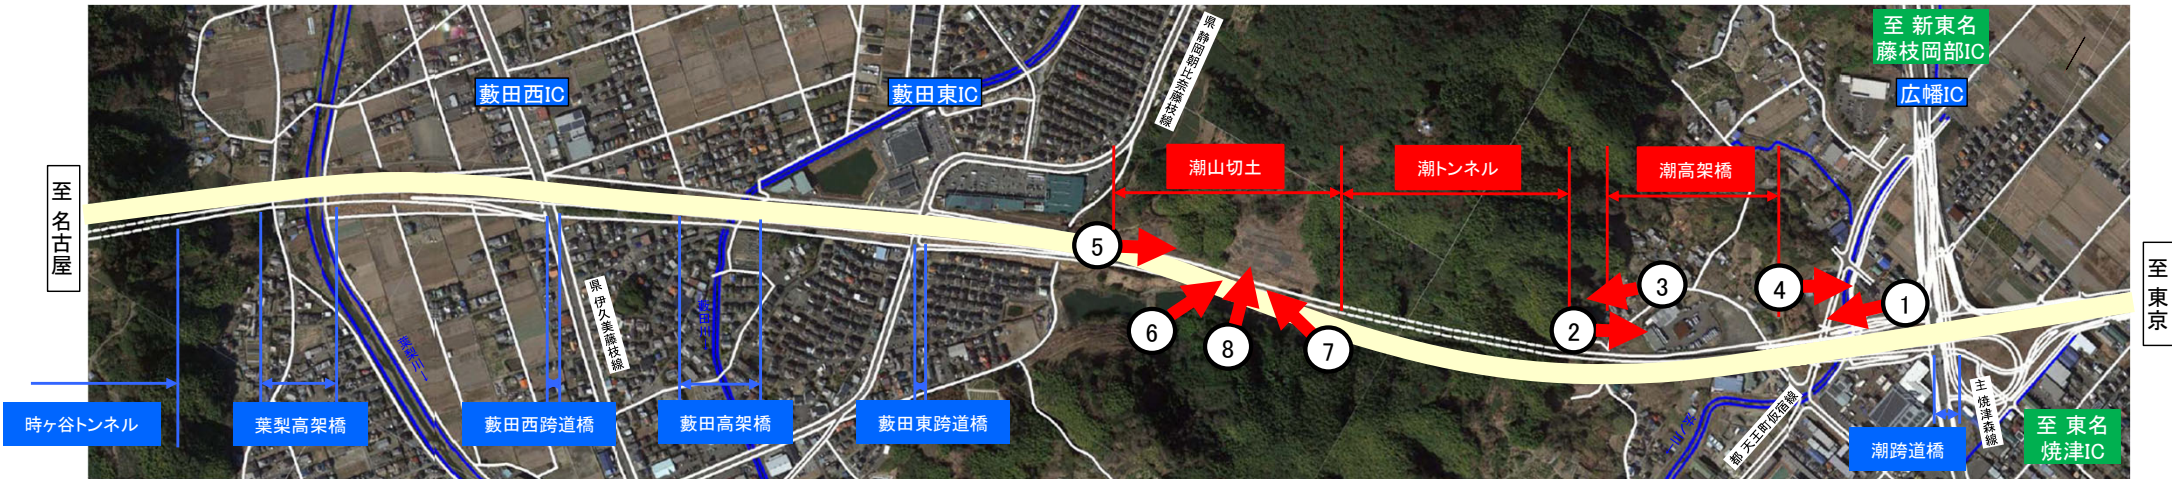 至 新東名
藤枝岡部IC
藪田西IC
藪田東IC
広幡IC
県 静岡朝比奈藤枝線
潮山切土
潮トンネル
潮高架橋
至 名古屋
至 東京
5
3
4
1
6
8
7
2
県 伊久美藤枝線
葉梨川
都 天王町仮宿線
主 焼津森線
時ヶ谷トンネル
葉梨高架橋
藪田西跨道橋
藪田高架橋
藪田東跨道橋
潮跨道橋
至 東名
焼津IC